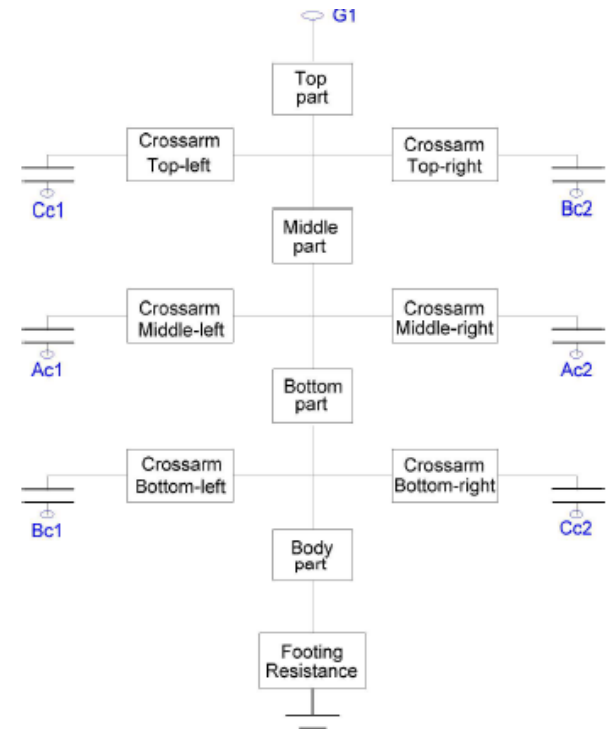 G1
Top
part
Crossarm
Top-left
Crossarm
Top-right
Cc1
Bc2
Middle
part
Crossarm
Middle-left
Crossarm
Middle-right
Ac1
Ac2
Bottom
part
Crossarm
Bottom-left
Crossarm
Bottom-right
Bc1
Cc2
Body
part
Footing
Resistance